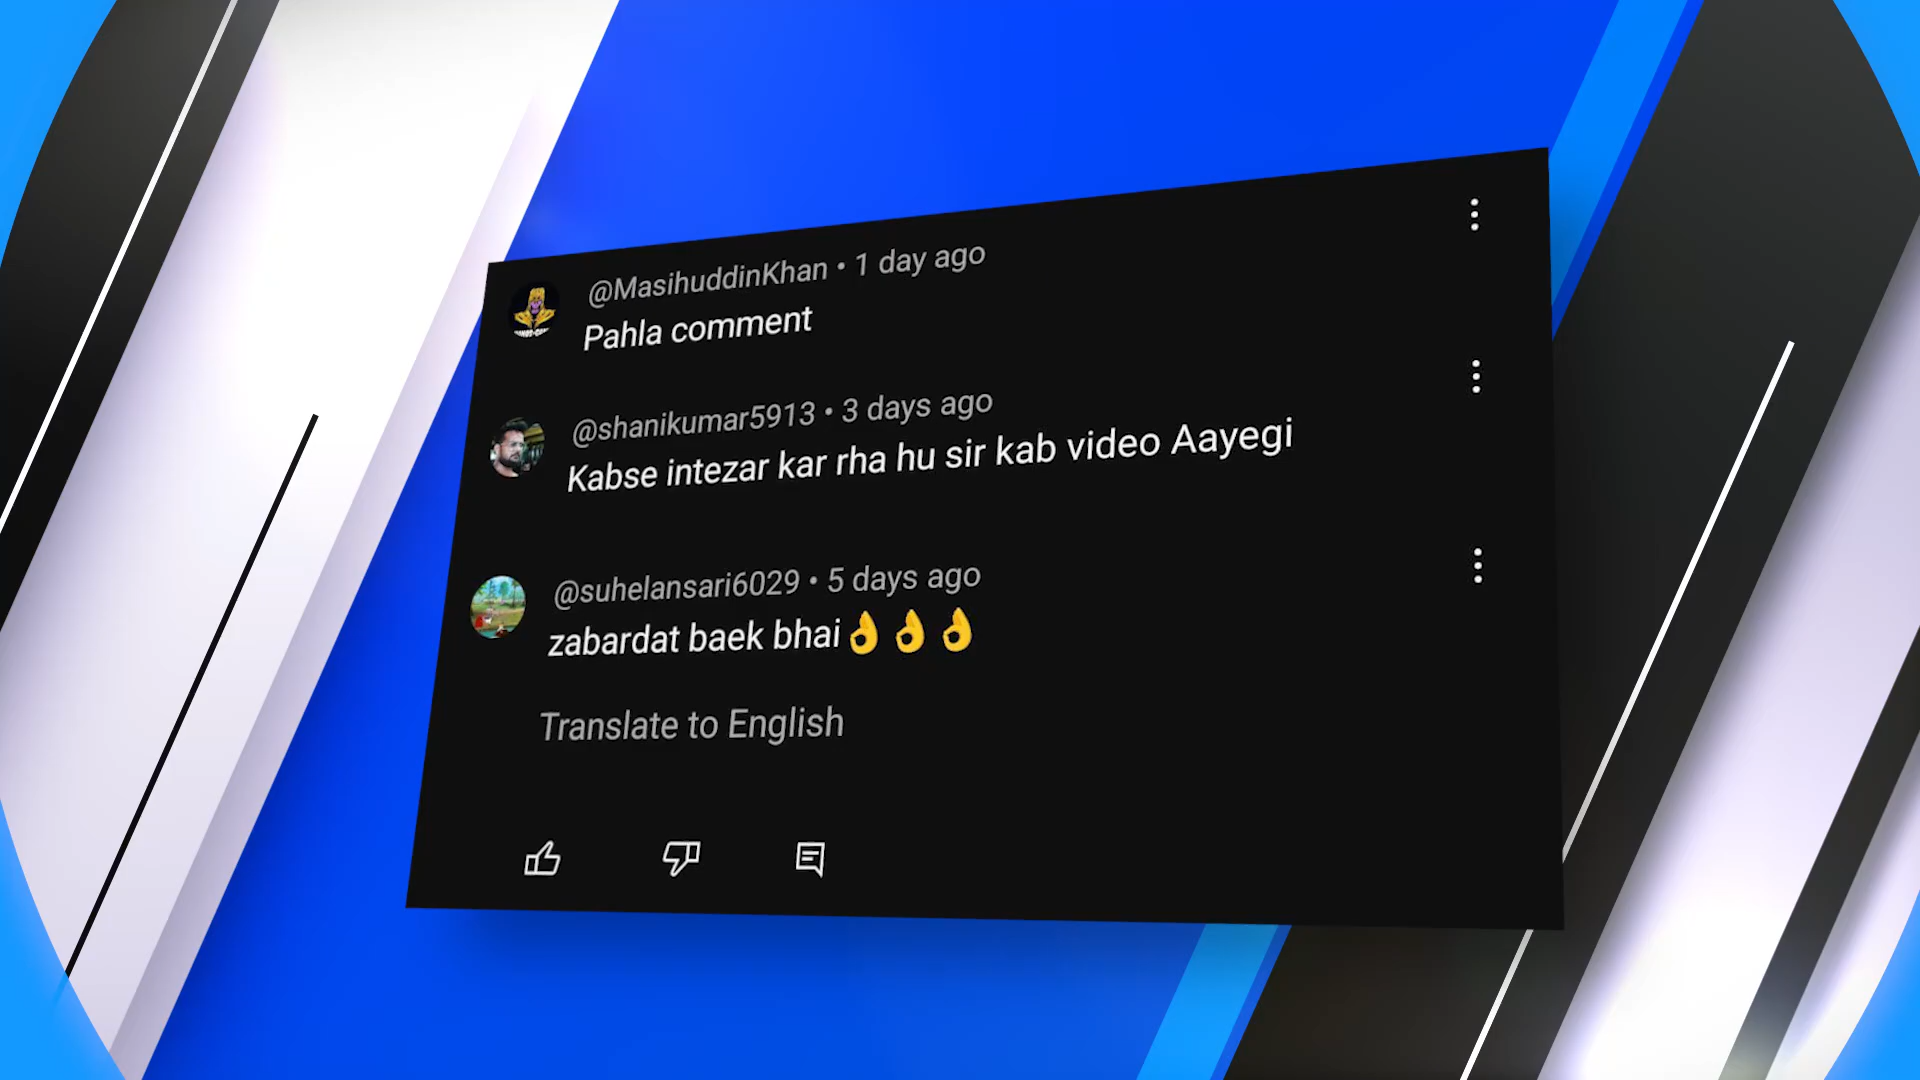 @MasihuddinKhan • 1 day ago
Pahla comment
@shanikumar5913 • 3 days ago
Kabse intezar kar rha hu sir kab video Aayegi
@suhelansari6029 • 5 days ago
zabardat baek bhai👌👌👌
Translate to English